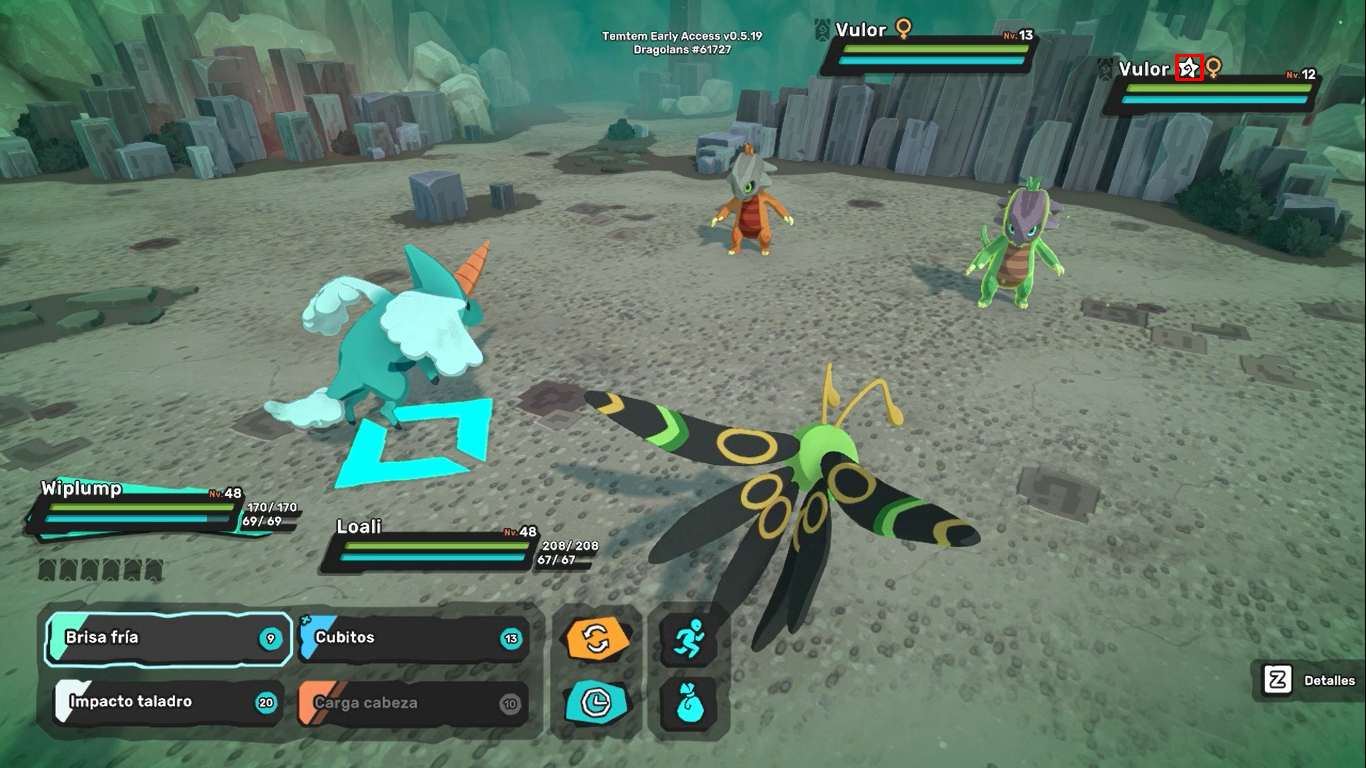 Temtem Early Access v0.5.19
Dragolans #61727
Vulor
Nv. 13
Vulor
Nv. 12
Wiplump
Nv. 48
170/170
69/69
Loali
Nv. 48
208/208
67/67
Brisa fría 9
Cubitos 13
Impacto taladro 20
Carga cabeza 10
Z Detalles